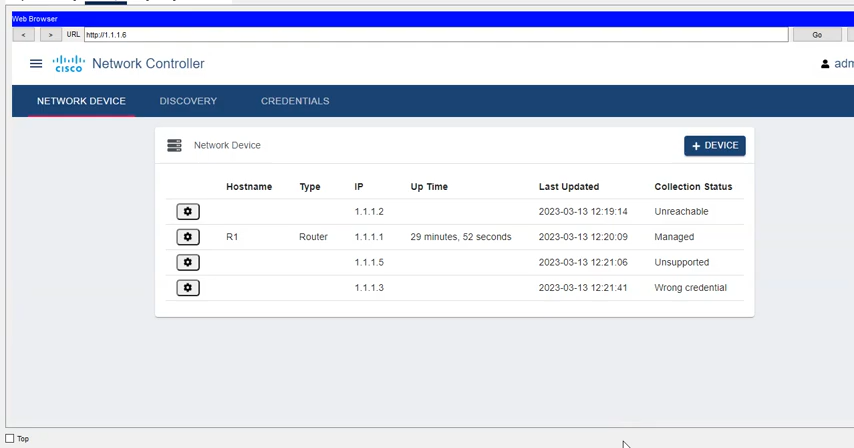 Web Browser
< > URL http://1.1.1.6 Go
CISCO Network Controller adm
NETWORK DEVICE DISCOVERY CREDENTIALS
Network Device + DEVICE
Hostname Type IP Up Time Last Updated Collection Status
1.1.1.2 2023-03-13 12:19:14 Unreachable
R1 Router 1.1.1.1 29 minutes, 52 seconds 2023-03-13 12:20:09 Managed
1.1.1.5 2023-03-13 12:21:06 Unsupported
1.1.1.3 2023-03-13 12:21:41 Wrong credential
Top